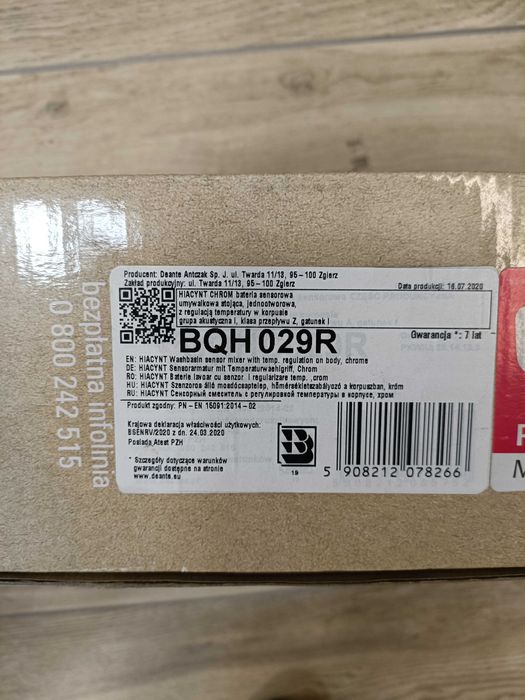 Producent: Deante Antczak Sp. J. ul. Twarda 11/13, 95-100 Zgierz
Zakład produkcyjny: ul. Twarda 11/13, 95-100 Zgierz
Data produkcji: 16.07.2020
HIACYNT CHROM bateria sensorowa
umywalkowa stojąca, jednootworowa,
z regulacją temperatury w korpusie
grupa akustyczna I, klasa przepływu Z, gatunek I
BQH 029R
Gwarancja *: 7 lat
EN: HIACYNT Washbasin sensor mixer with temp. regulation on body, chrome
DE: HIACYNT Sensorarmatur mit Temperaturwahlgriff, Chrom
RO: HIACYNT Baterie lavoar cu senzor i regularizare temp. ,crom
HU: HIACYNT Szenzoros álló mosdócsaptelep, hőmérsékletszabályzó a korpuszban, króm
RU: HIACYNT Сенсорный смеситель с регулировкой температуры в корпусе, хром
Produkt zgodny: PN-EN 15091:2014-02
Krajowa deklaracja właściwości użytkowych:
BSENRV/2020 z dn. 24.03.2020
Posiada Atest PZH
* Szczegóły dotyczące warunków
gwarancji dostępne na stronie
www.deante.eu
B
19
5 908212 078266
bezpłatna infolinia
0 800 242 515